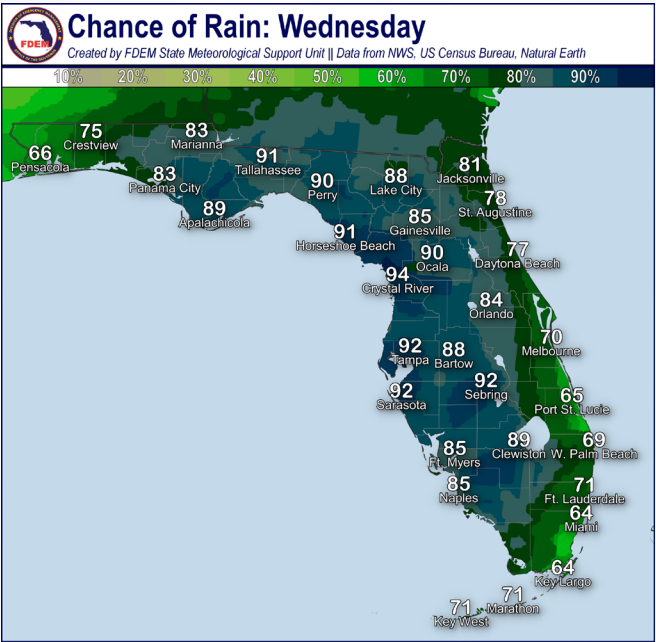 FDEM
Chance of Rain: Wednesday
Created by FDEM State Meteorological Support Unit || Data from NWS, US Census Bureau, Natural Earth
10% 20% 30% 40% 50% 60% 70% 80% 90%
66
Pensacola
75
Crestview
83
Marianna
83
Panama City
91
Tallahassee
89
Apalachicola
90
Perry
88
Lake City
81
Jacksonville
78
St. Augustine
85
Gainesville
91
Horseshoe Beach
90
Ocala
77
Daytona Beach
94
Crystal River
84
Orlando
92
Tampa
88
Bartow
70
Melbourne
92
Sarasota
92
Sebring
65
Port St. Lucie
85
Ft. Myers
89
Clewiston
69
W. Palm Beach
85
Naples
71
Ft. Lauderdale
64
Miami
64
Key Largo
71
Marathon
71
Key West